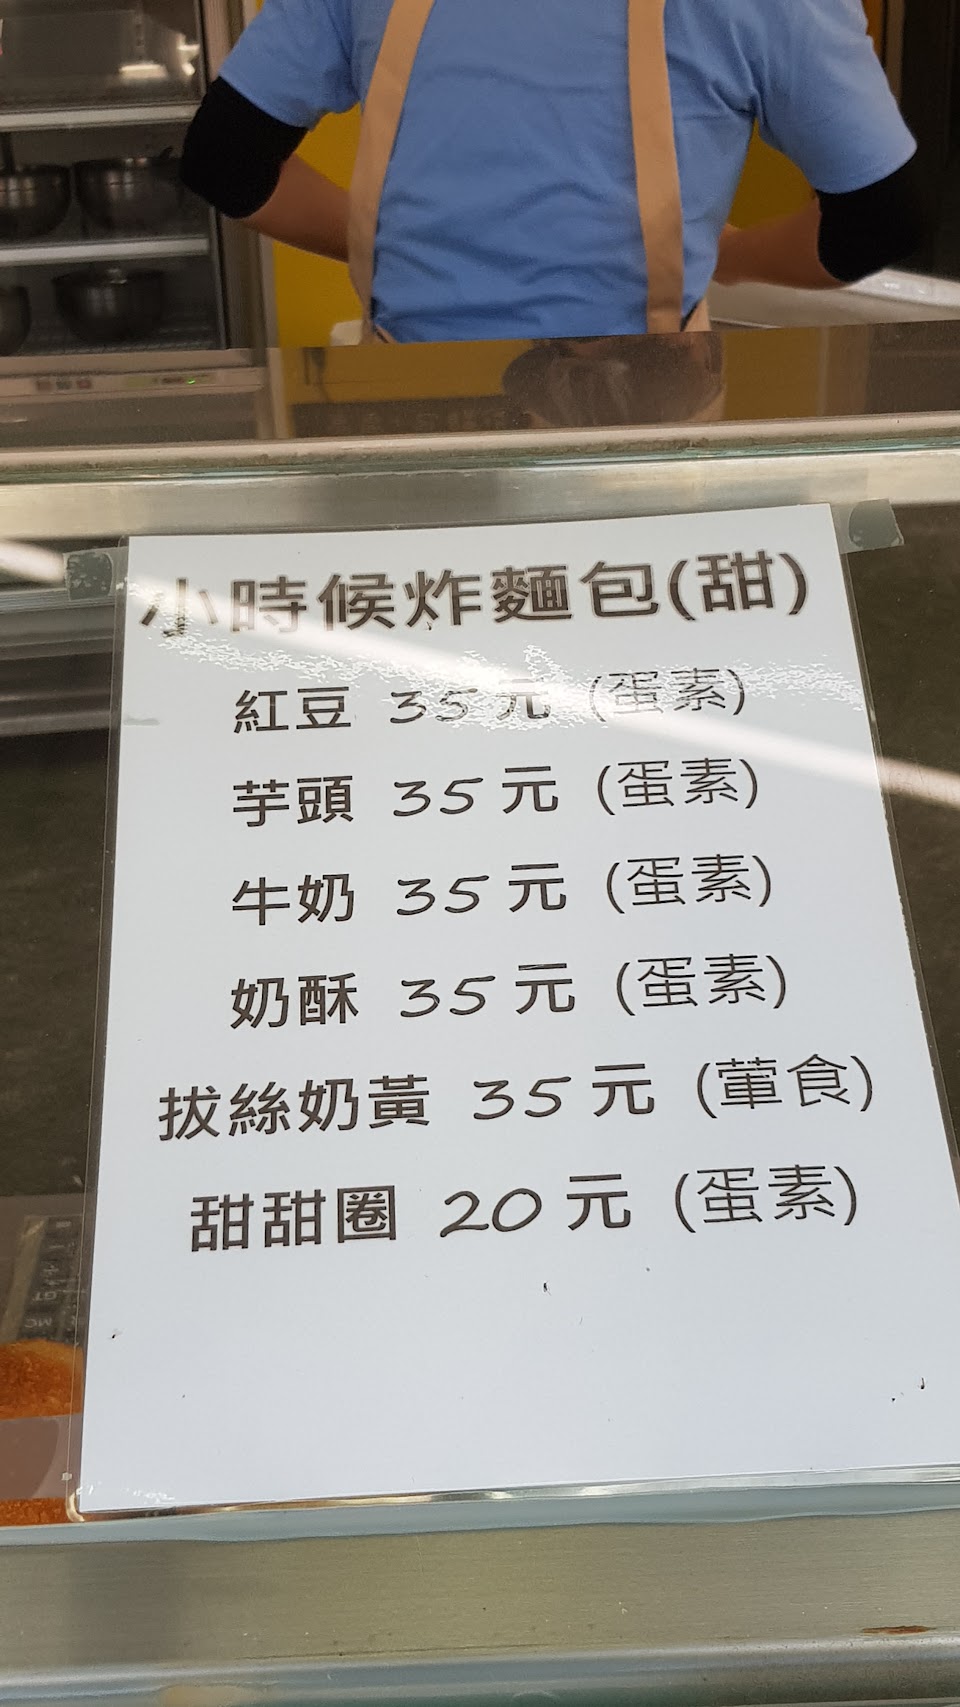 小時候炸麵包(甜)
紅豆 35元 (蛋素)
芋頭 35元 (蛋素)
牛奶 35元 (蛋素)
奶酥 35元 (蛋素)
拔絲奶黃 35元 (葷食)
甜甜圈 20元 (蛋素)